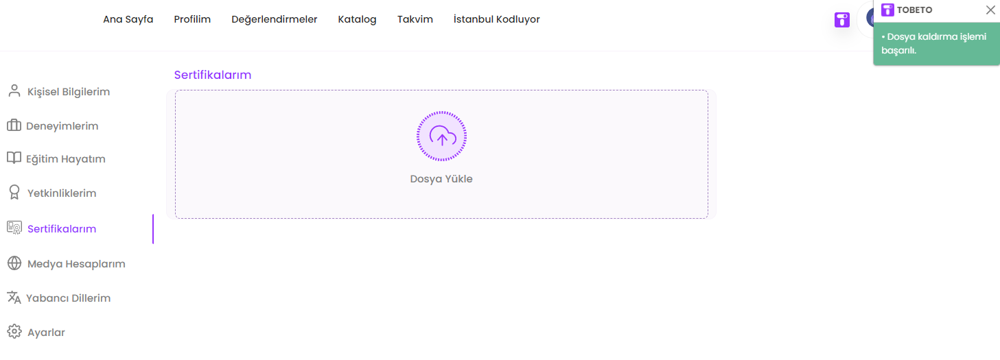 Ana Sayfa
Profilim
Değerlendirmeler
Katalog
Takvim
İstanbul Kodluyor
TOBETO
• Dosya kaldırma işlemi
başarılı.
Kişisel Bilgilerim
Deneyimlerim
Eğitim Hayatım
Yetkinliklerim
Sertifikalarım
Medya Hesaplarım
Yabancı Dillerim
Ayarlar
Sertifikalarım
Dosya Yükle